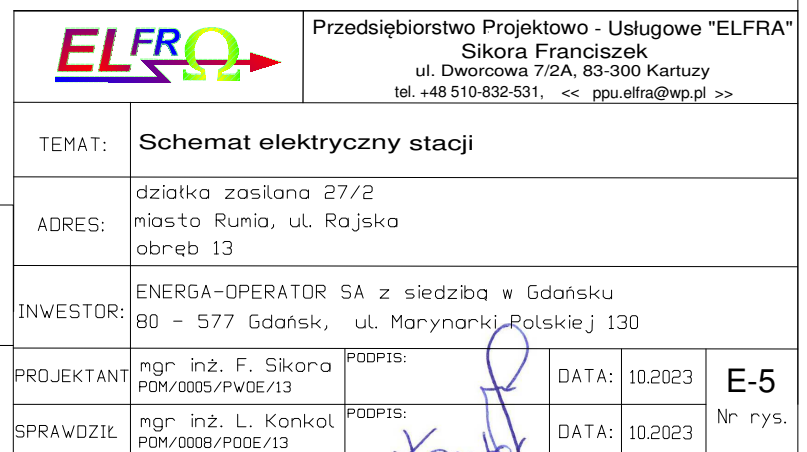 ELFRΩ
Przedsiębiorstwo Projektowo - Usługowe "ELFRA"
Sikora Franciszek
ul. Dworcowa 7/2A, 83-300 Kartuzy
tel. +48 510-832-531, << ppu.elfra@wp.pl >>
TEMAT: Schemat elektryczny stacji
ADRES: działka zasilana 27/2
miasto Rumia, ul. Rajska
obręb 13
INWESTOR: ENERGA-OPERATOR SA z siedzibą w Gdańsku
80 - 577 Gdańsk, ul. Marynarki Polskiej 130
PROJEKTANT mgr inż. F. Sikora
POM/0005/PWOE/13
PODPIS:
DATA: 10.2023
E-5
Nr rys.
SPRAWDZIŁ mgr inż. L. Konkol
POM/0008/POOE/13
PODPIS:
DATA: 10.2023